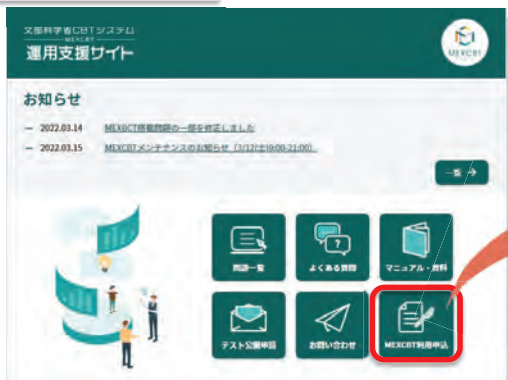 文部科学省CBTシステム
MEXCBT
運用支援サイト
MEXCBT
お知らせ
— 2022.03.14 MEXBCT搭載問題の一部を修正しました
— 2022.03.15 MEXCBTメンテナンスのお知らせ（3/12(土)9:00-21:00）
一覧 →
問題一覧
よくある質問
マニュアル・資料
テスト公開申請
お問い合わせ
MEXCBT利用申込